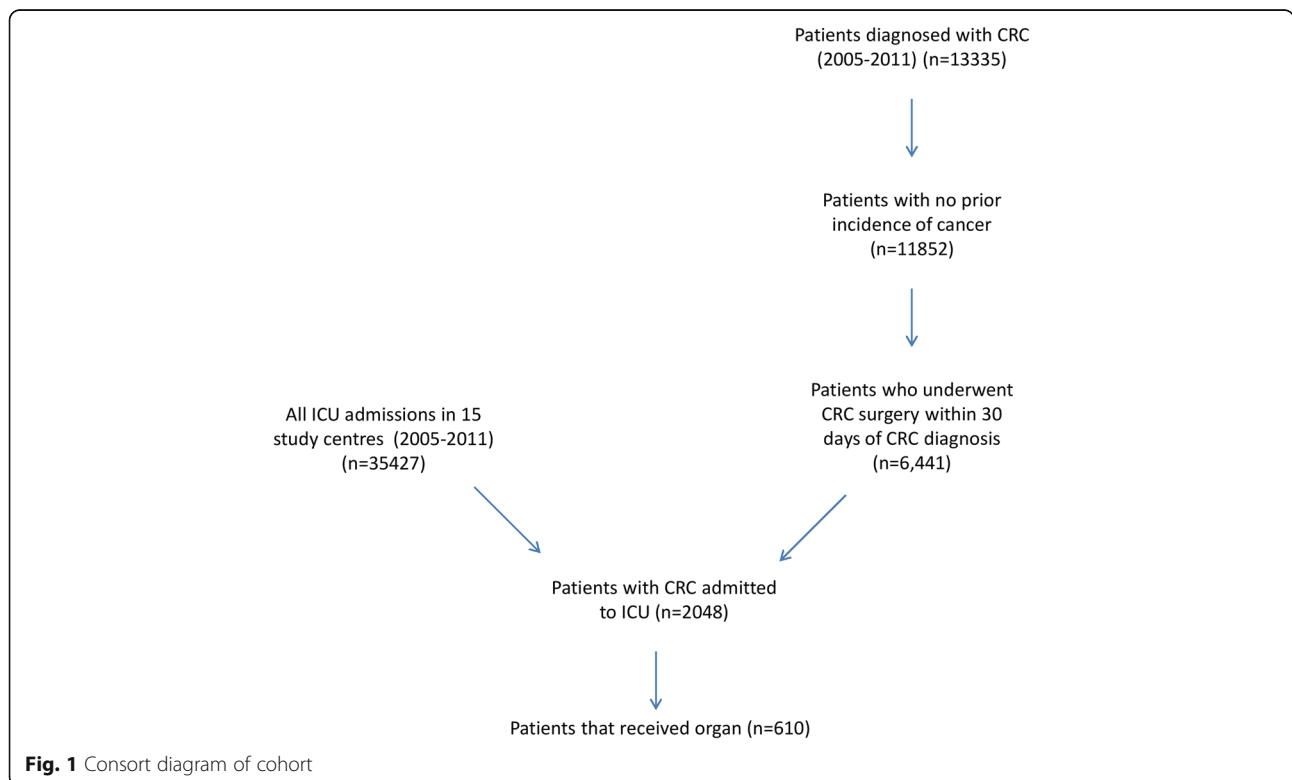 Patients diagnosed with CRC
(2005-2011) (n=13335)
Patients with no prior
incidence of cancer
(n=11852)
Patients who underwent
CRC surgery within 30
days of CRC diagnosis
(n=6,441)
All ICU admissions in 15
study centres (2005-2011)
(n=35427)
Patients with CRC admitted
to ICU (n=2048)
Patients that received organ (n=610)
Fig. 1 Consort diagram of cohort